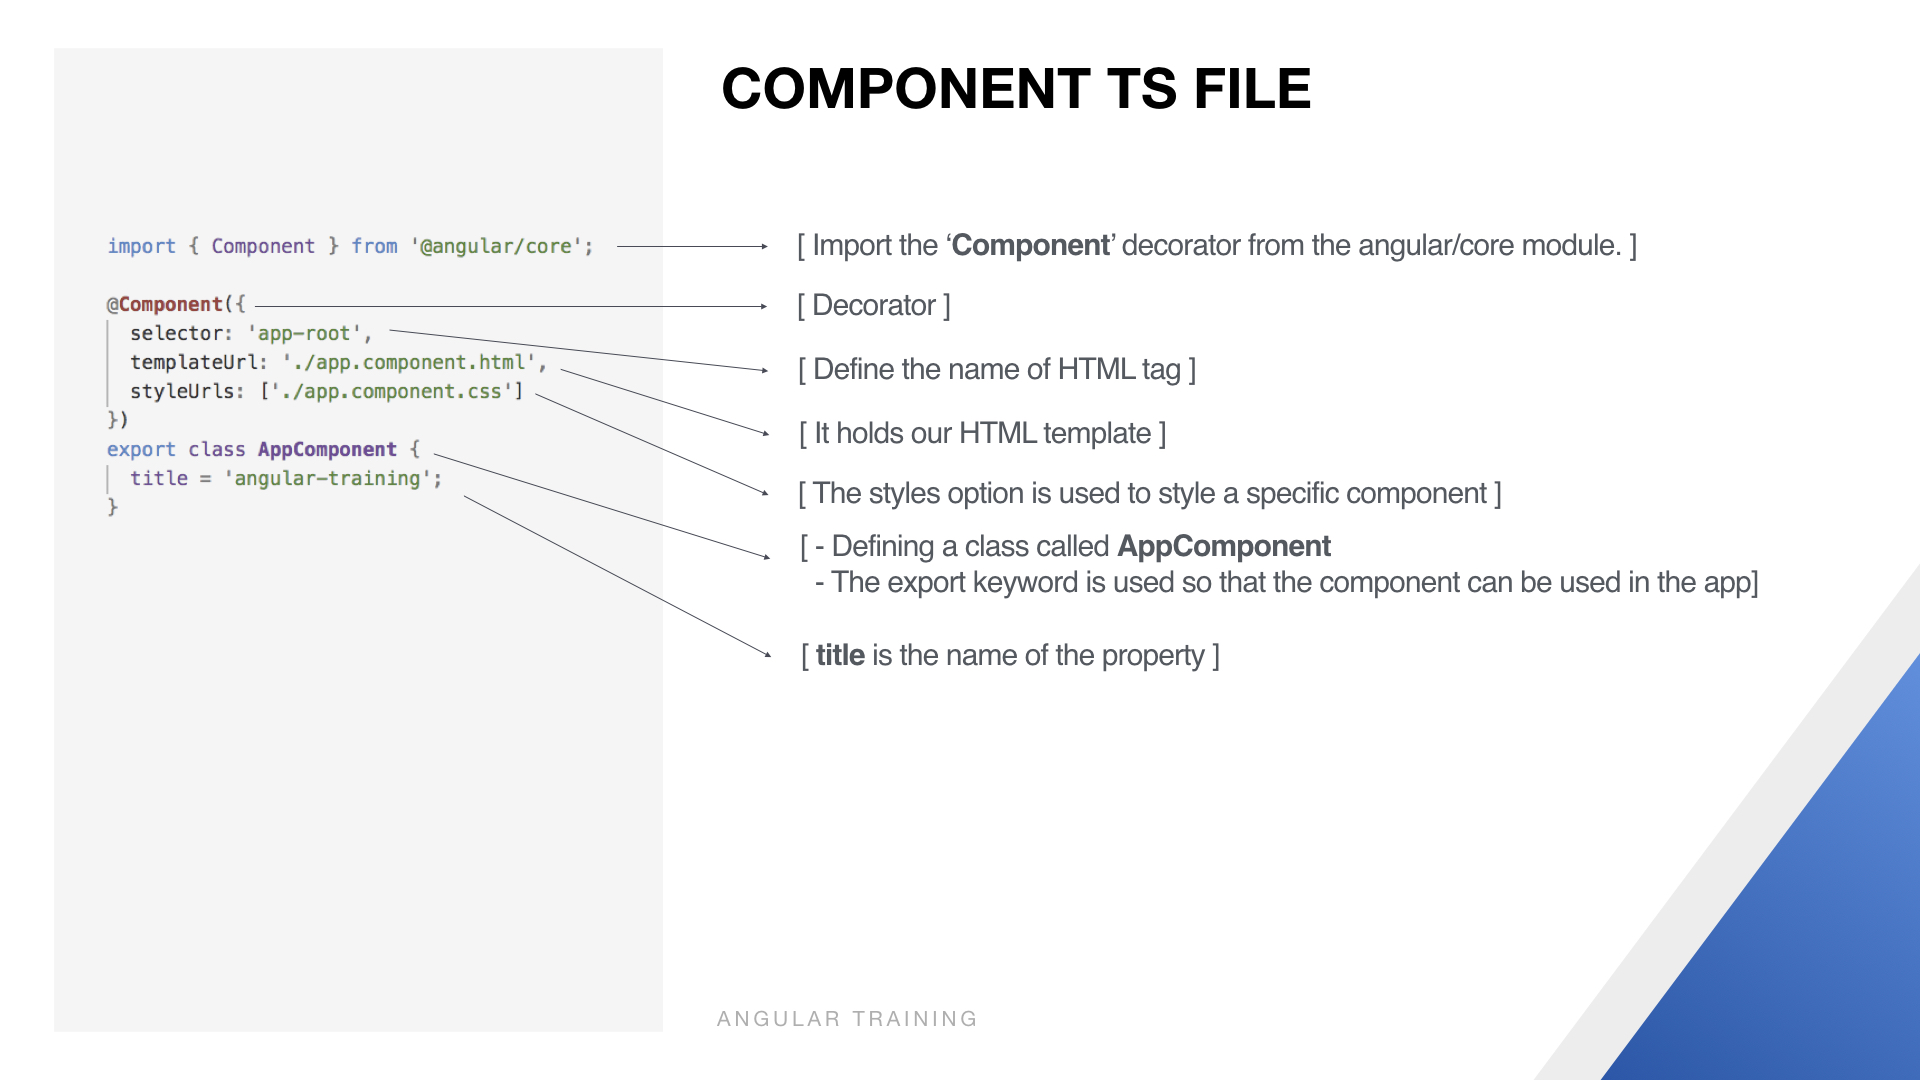 COMPONENT TS FILE
import { Component } from '@angular/core';
@Component({
selector: 'app-root',
templateUrl: './app.component.html',
styleUrls: ['./app.component.css']
})
export class AppComponent {
title = 'angular-training';
}
[ Import the ‘Component’ decorator from the angular/core module. ]
[ Decorator ]
[ Define the name of HTML tag ]
[ It holds our HTML template ]
[ The styles option is used to style a specific component ]
[ - Defining a class called AppComponent
- The export keyword is used so that the component can be used in the app]
[ title is the name of the property ]
ANGULAR TRAINING